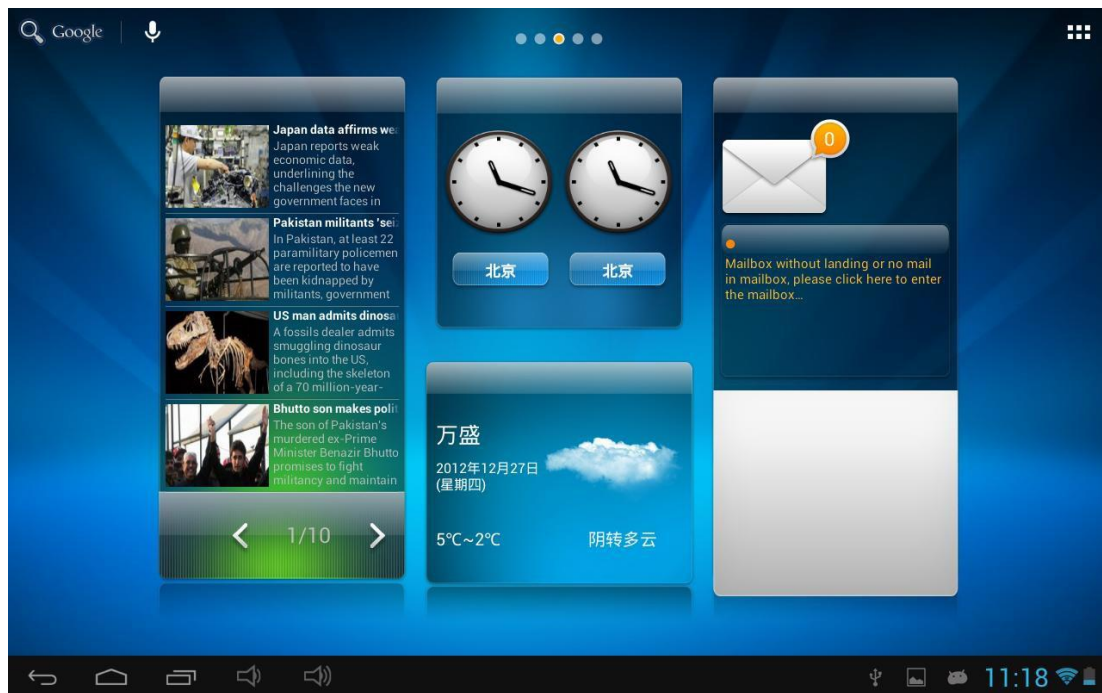 Google
Japan data affirms wea
Japan reports weak
economic data,
underlining the
challenges the new
government faces in
Pakistan militants 'sei
In Pakistan, at least 22
paramilitary policemen
are reported to have
been kidnapped by
militants, government
US man admits dinosa
A fossils dealer admits
smuggling dinosaur
bones into the US,
including the skeleton
of a 70 million-year-
Bhutto son makes polit
The son of Pakistan's
murdered ex-Prime
Minister Benazir Bhutto
promises to fight
militancy and maintain
1/10
北京
北京
万盛
2012年12月27日
(星期四)
5℃~2℃
阴转多云
0
Mailbox without landing or no mail
in mailbox, please click here to enter
the mailbox...
11:18